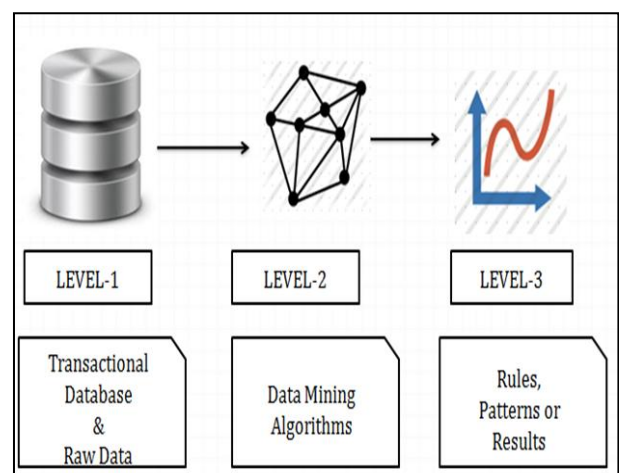 LEVEL-1
LEVEL-2
LEVEL-3
Transactional
Database
&
Raw Data
Data Mining
Algorithms
Rules,
Patterns or
Results